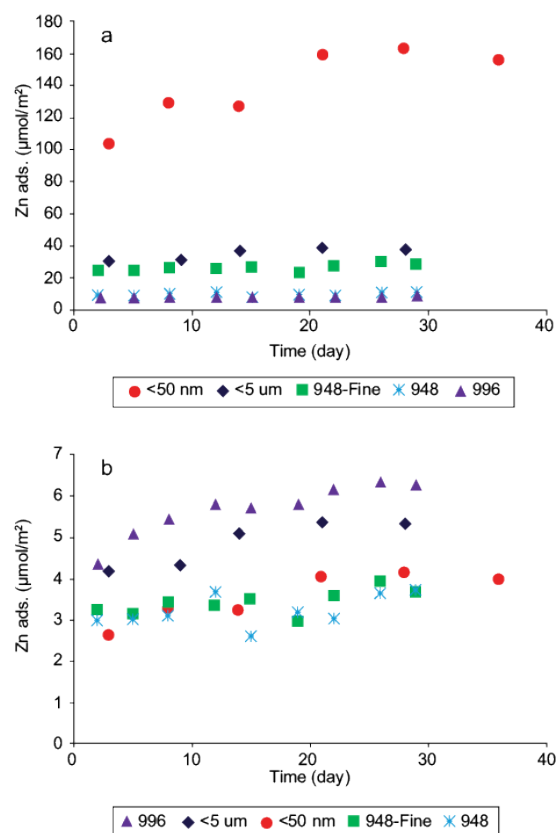 a
180
160
140
120
100
80
60
40
20
0
Zn ads. (µmol/m²)
0 10 20 30 40
Time (day)
<50 nm <5 um 948-Fine 948 996
b
7
6
5
4
3
2
1
0
Zn ads. (µmol/m²)
0 10 20 30 40
Time (day)
996 <5 um <50 nm 948-Fine 948